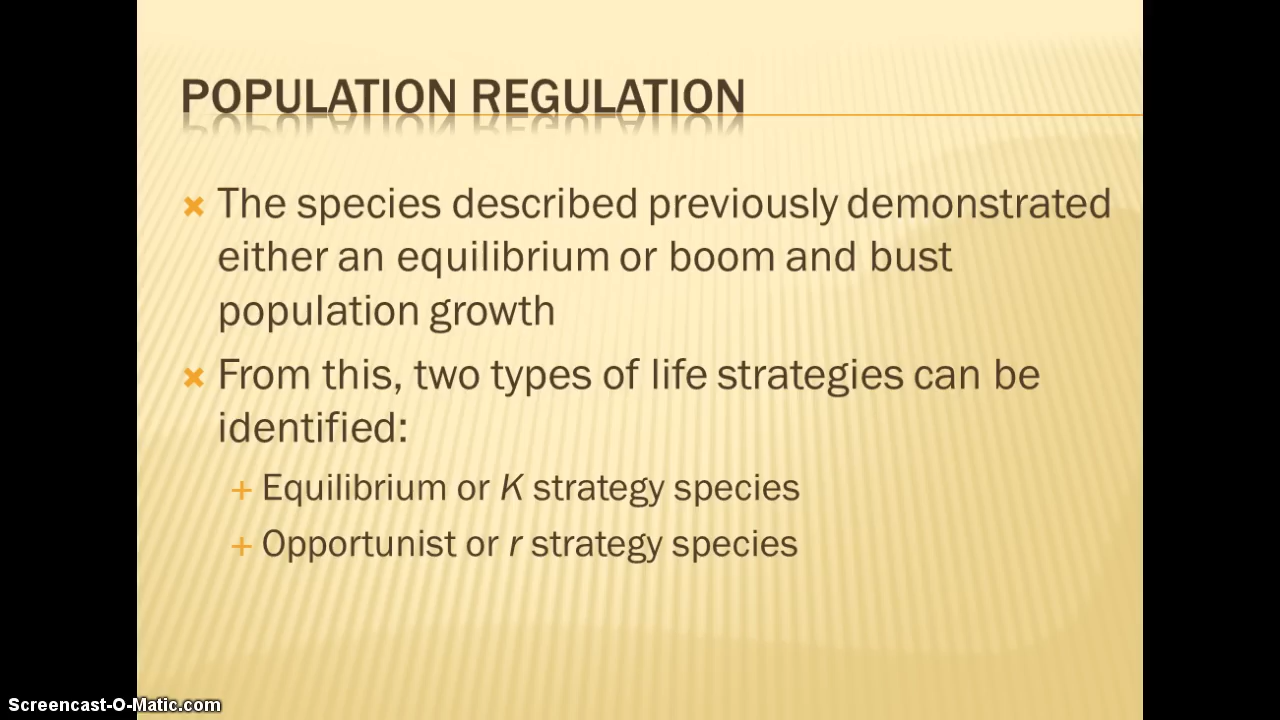 POPULATION REGULATION
The species described previously demonstrated
either an equilibrium or boom and bust
population growth
From this, two types of life strategies can be
identified:
Equilibrium or K strategy species
Opportunist or r strategy species
Screencast-O-Matic.com